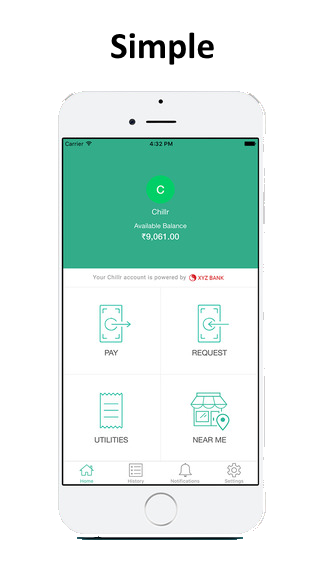 Simple
Carrier 4:32 PM
C
Chillr
Available Balance
₹9,061.00
Your Chillr account is powered by XYZ BANK
PAY REQUEST
UTILITIES NEAR ME
Home History Notifications Settings